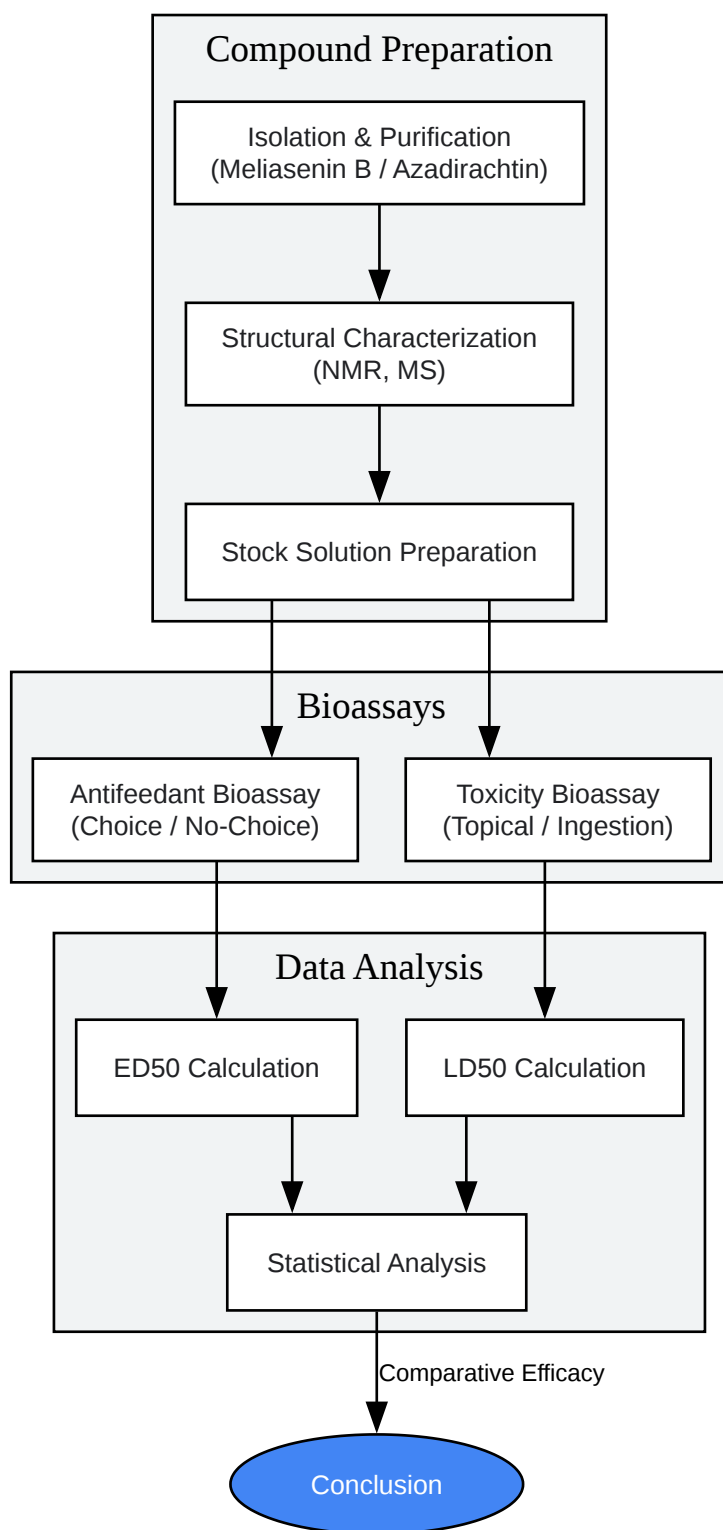 Compound Preparation
Isolation & Purification
(Meliasenin B / Azadirachtin)
Structural Characterization
(NMR, MS)
Stock Solution Preparation
Bioassays
Antifeedant Bioassay
(Choice / No-Choice)
Toxicity Bioassay
(Topical / Ingestion)
Data Analysis
ED50 Calculation
LD50 Calculation
Statistical Analysis
Comparative Efficacy
Conclusion